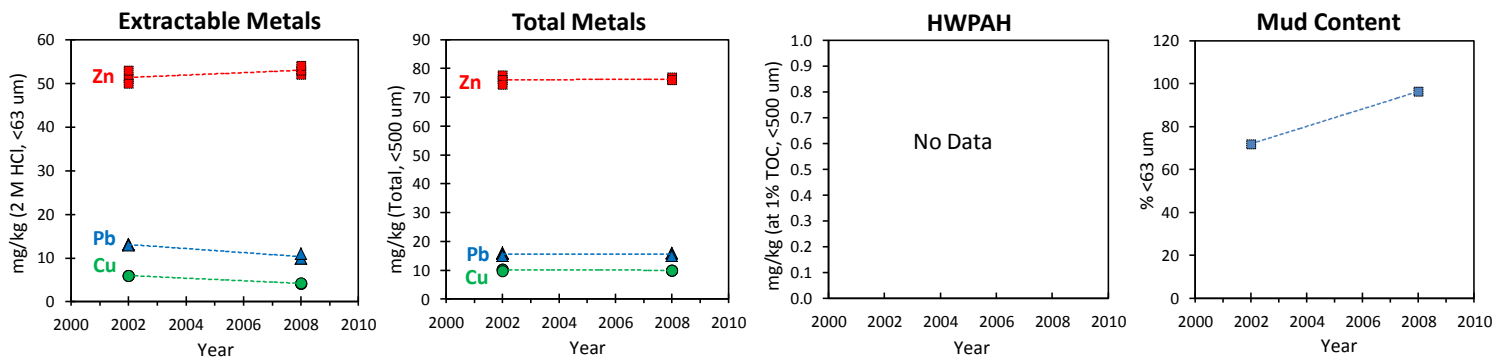 Extractable Metals
mg/kg (2 M HCl, <63 um)
60
50
40
30
20
10
0
Zn
Pb
Cu
2000 2002 2004 2006 2008 2010
Year
Total Metals
mg/kg (Total, <500 um)
90
80
70
60
50
40
30
20
10
0
Zn
Pb
Cu
2000 2002 2004 2006 2008 2010
Year
HWPAH
mg/kg (at 1% TOC, <500 um)
1.0
0.9
0.8
0.7
0.6
0.5
0.4
0.3
0.2
0.1
0.0
No Data
2000 2002 2004 2006 2008 2010
Year
Mud Content
% <63 um
120
100
80
60
40
20
0
2000 2002 2004 2006 2008 2010
Year